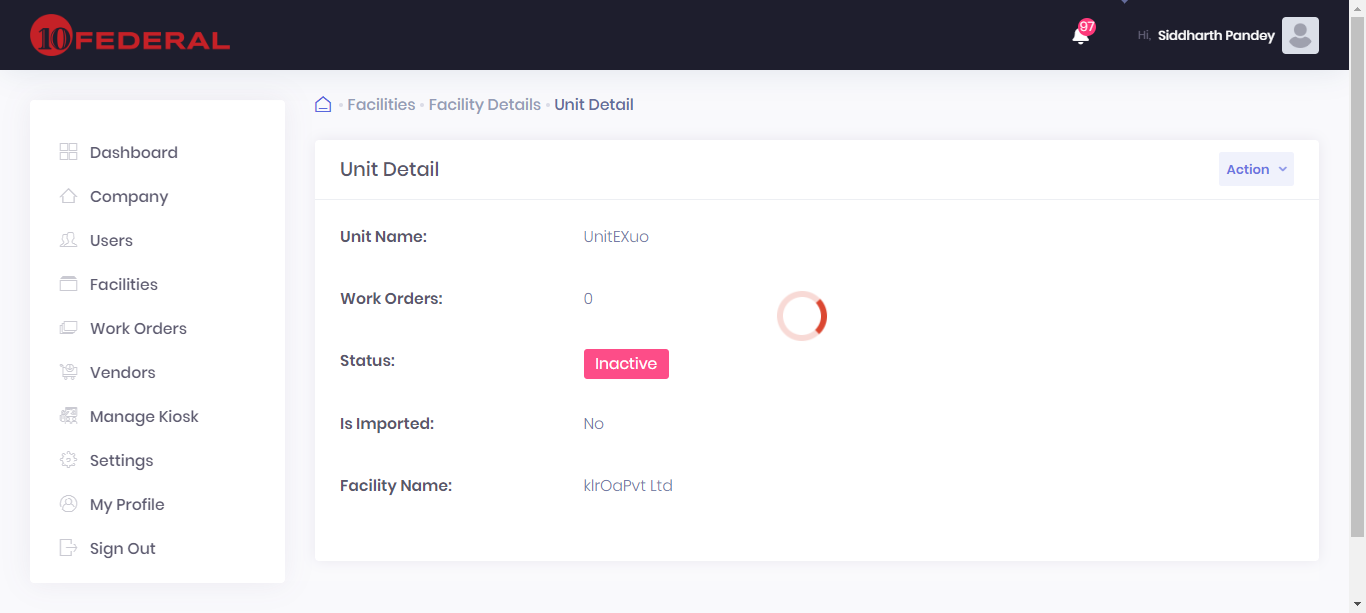 10FEDERAL
97
Hi, Siddharth Pandey
Facilities • Facility Details • Unit Detail
Dashboard
Company
Users
Facilities
Work Orders
Vendors
Manage Kiosk
Settings
My Profile
Sign Out
Unit Detail
Action
Unit Name: UnitEXuo
Work Orders: 0
Status: Inactive
Is Imported: No
Facility Name: klrOaPvt Ltd